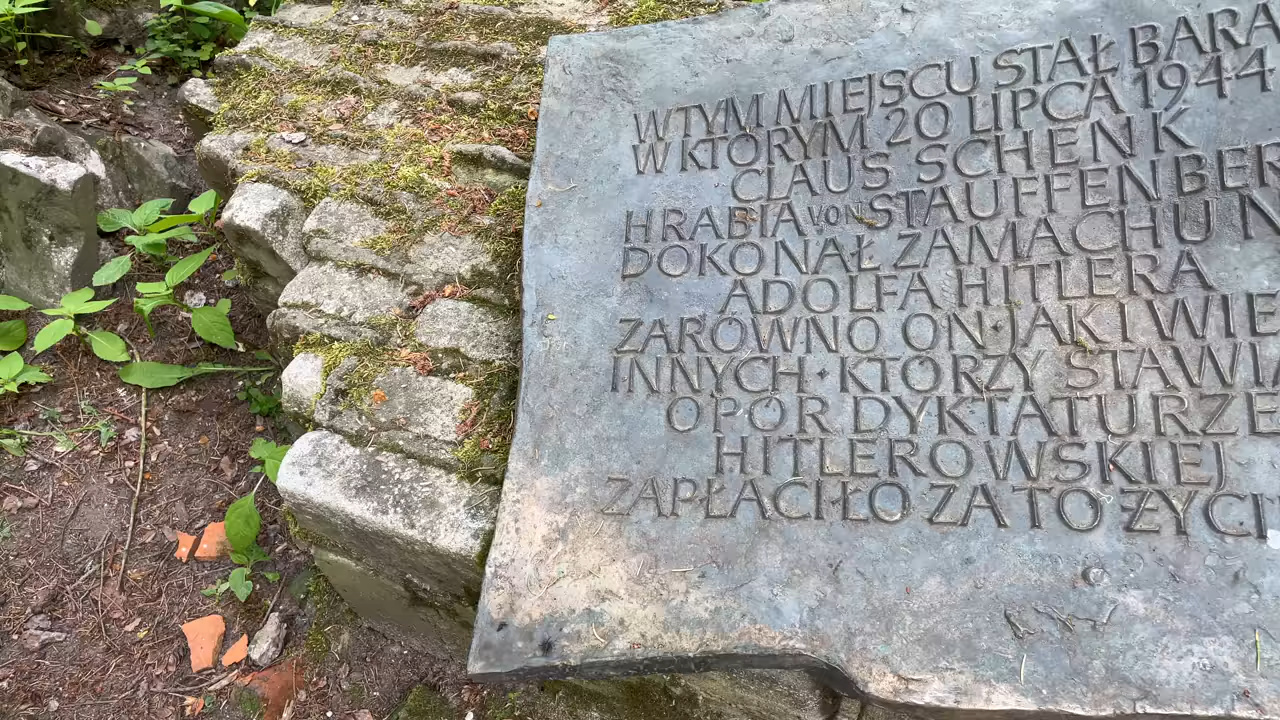 W TYM MIEJSCU STAŁ BARA
W KTÓRYM 20 LIPCA 1944
CLAUS SCHENK
HRABIA VON STAUFFENBER
DOKONAŁ ZAMACHU N
ADOLFA HITLERA
ZARÓWNO ON · JAK I WIE
INNYCH · KTÓRZY STAWIA
OPÓR DYKTATURZE
HITLEROWSKIEJ
ZAPŁACIŁO ZA TO ŻYCI